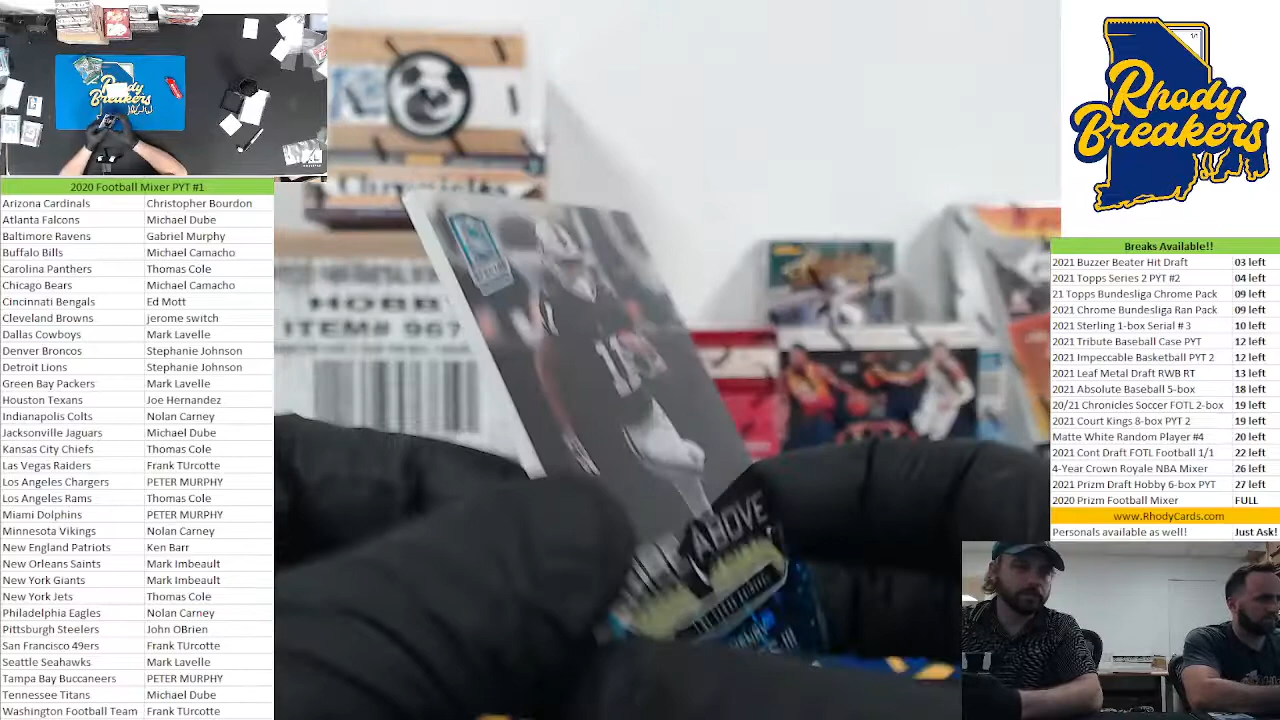 2020 Football Mixer PYT #1
Arizona Cardinals Christopher Bourdon
Atlanta Falcons Michael Dube
Baltimore Ravens Gabriel Murphy
Buffalo Bills Michael Camacho
Carolina Panthers Thomas Cole
Chicago Bears Michael Camacho
Cincinnati Bengals Ed Mott
Cleveland Browns jerome switch
Dallas Cowboys Mark Lavelle
Denver Broncos Stephanie Johnson
Detroit Lions Stephanie Johnson
Green Bay Packers Mark Lavelle
Houston Texans Joe Hernandez
Indianapolis Colts Nolan Carney
Jacksonville Jaguars Michael Dube
Kansas City Chiefs Thomas Cole
Las Vegas Raiders Frank TUrcotte
Los Angeles Chargers PETER MURPHY
Los Angeles Rams Thomas Cole
Miami Dolphins PETER MURPHY
Minnesota Vikings Nolan Carney
New England Patriots Ken Barr
New Orleans Saints Mark Imbeault
New York Giants Mark Imbeault
New York Jets Thomas Cole
Philadelphia Eagles Nolan Carney
Pittsburgh Steelers John OBrien
San Francisco 49ers Frank TUrcotte
Seattle Seahawks Mark Lavelle
Tampa Bay Buccaneers PETER MURPHY
Tennessee Titans Michael Dube
Washington Football Team Frank TUrcotte
Rhody
Breakers
Chronicles
HOBBY
ITEM# 967
ABOVE
Rhody
Breakers
Breaks Available!!
2021 Buzzer Beater Hit Draft 03 left
2021 Topps Series 2 PYT #2 04 left
21 Topps Bundesliga Chrome Pack 09 left
2021 Chrome Bundesliga Ran Pack 09 left
2021 Sterling 1-box Serial # 3 10 left
2021 Tribute Baseball Case PYT 12 left
2021 Impeccable Basketball PYT 2 12 left
2021 Leaf Metal Draft RWB RT 13 left
2021 Absolute Baseball 5-box 18 left
20/21 Chronicles Soccer FOTL 2-box 19 left
2021 Court Kings 8-box PYT 2 19 left
Matte White Random Player #4 20 left
2021 Cont Draft FOTL Football 1/1 22 left
4-Year Crown Royale NBA Mixer 26 left
2021 Prizm Draft Hobby 6-box PYT 27 left
2020 Prizm Football Mixer FULL
www.RhodyCards.com
Personals available as well! Just Ask!